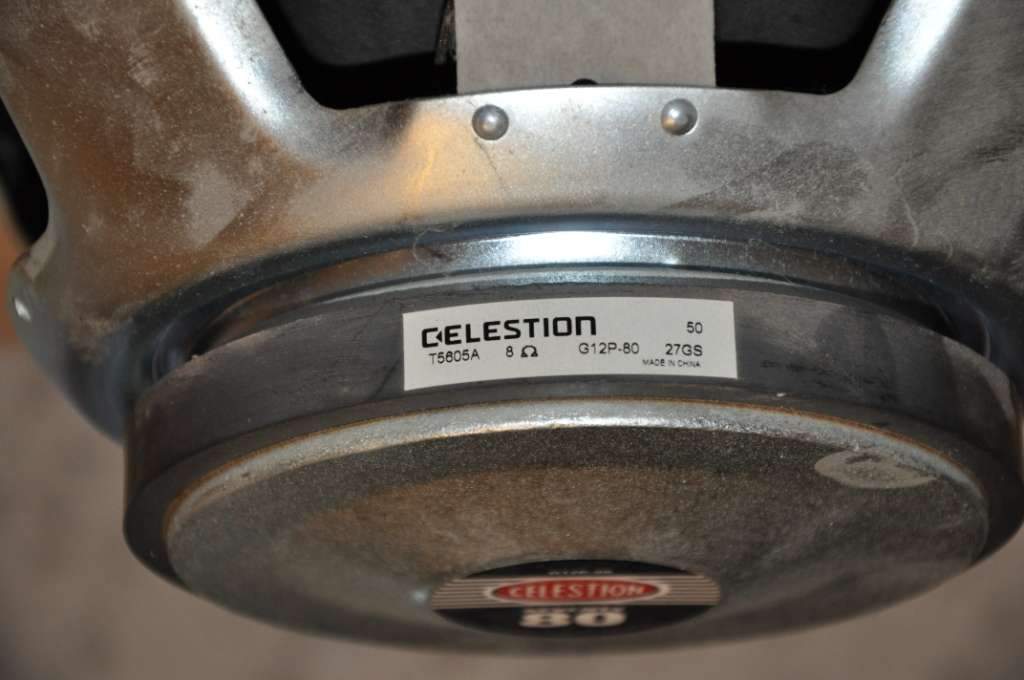 CELESTION 50
T5605A 8 Ω G12P-80 27GS
MADE IN CHINA
CELESTION
80